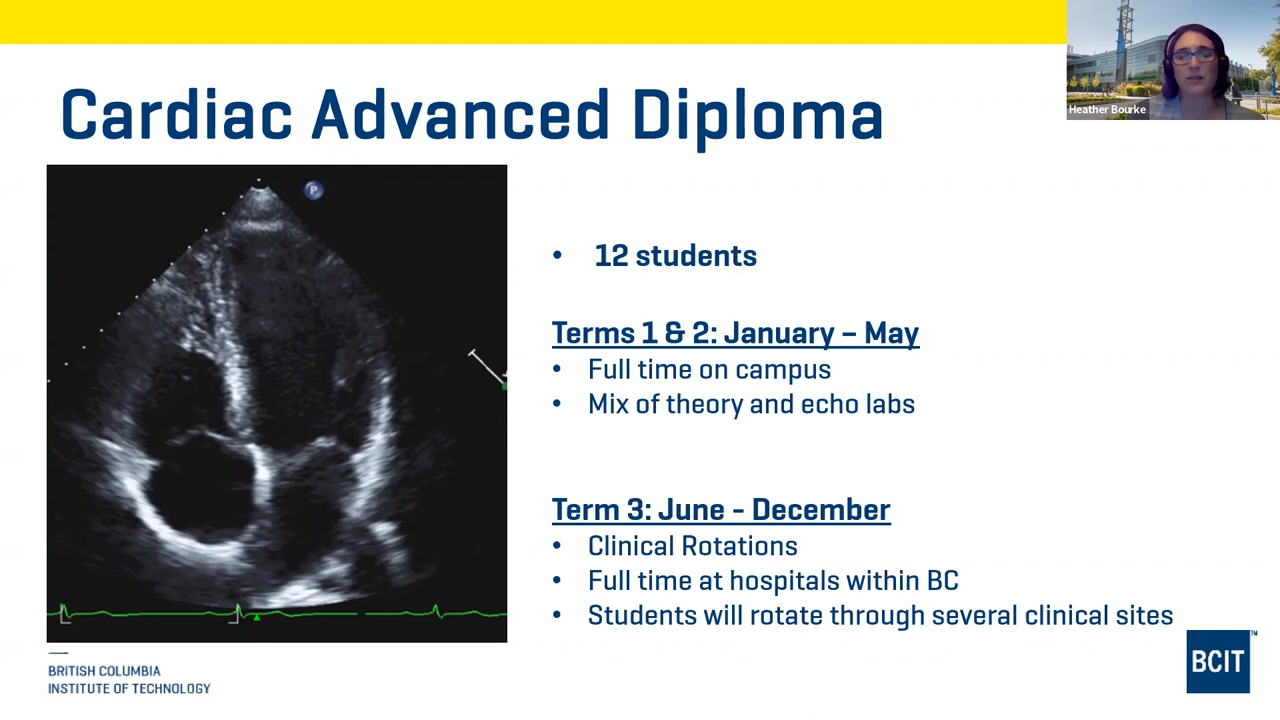 Heather Bourke
Cardiac Advanced Diploma
P
• 12 students
Terms 1 & 2: January – May
• Full time on campus
• Mix of theory and echo labs
Term 3: June - December
• Clinical Rotations
• Full time at hospitals within BC
• Students will rotate through several clinical sites
BRITISH COLUMBIA
INSTITUTE OF TECHNOLOGY
BCIT™